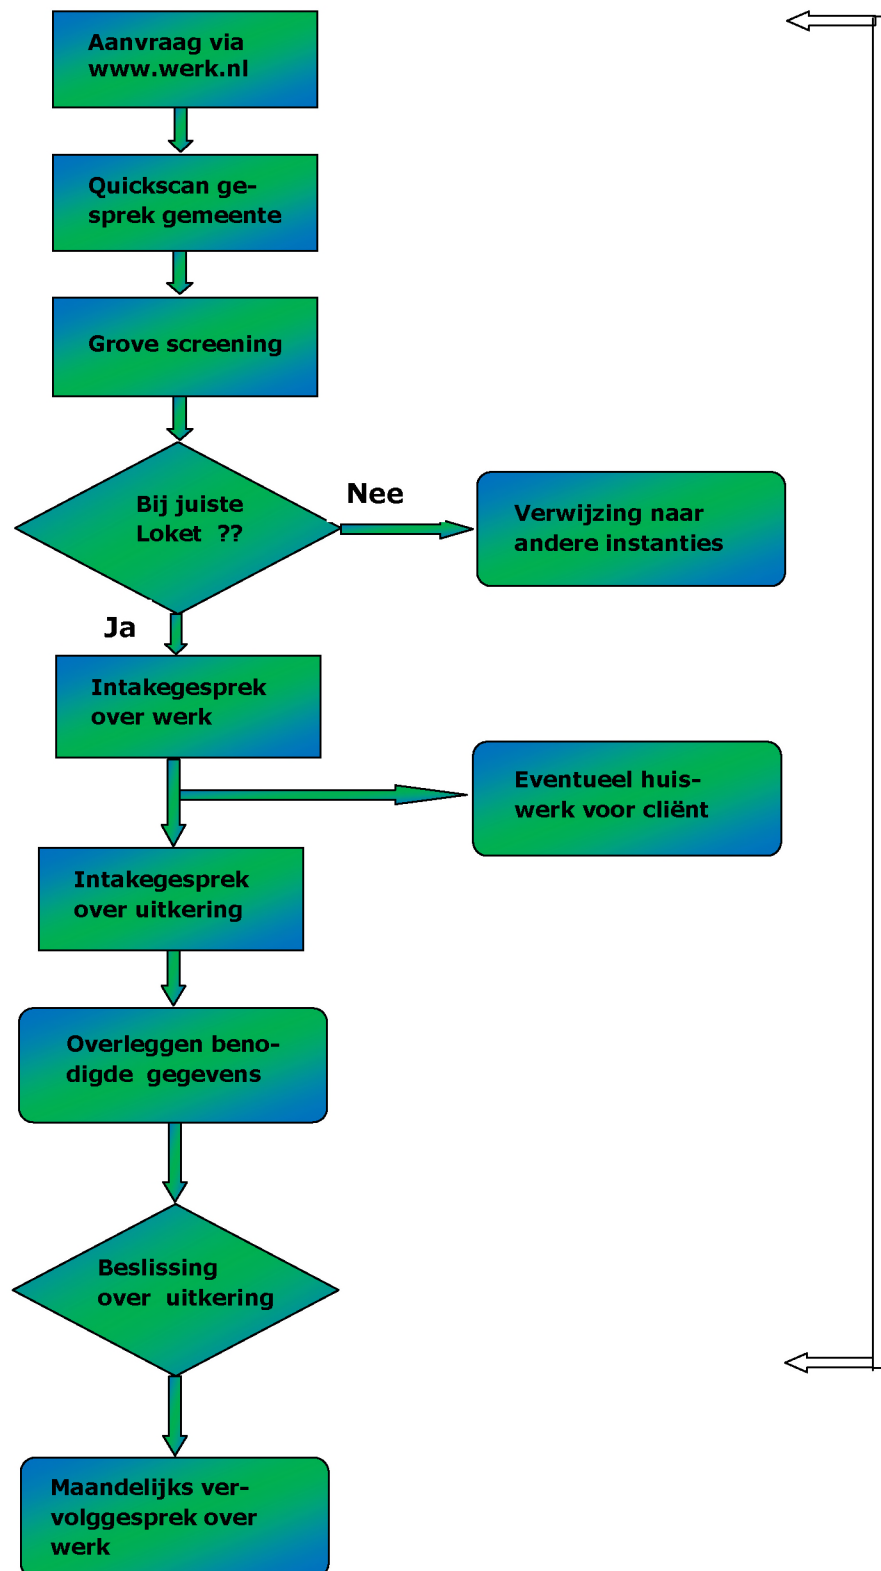 Aanvraag via
www.werk.nl
Quickscan ge-
sprek gemeente
Grove screening
Bij juiste
Loket ??
Nee
Verwijzing naar
andere instanties
Ja
Intakegesprek
over werk
Eventueel huis-
werk voor cliënt
Intakegesprek
over uitkering
Overleggen beno-
digde gegevens
Beslissing
over uitkering
Maandelijks ver-
volggesprek over
werk